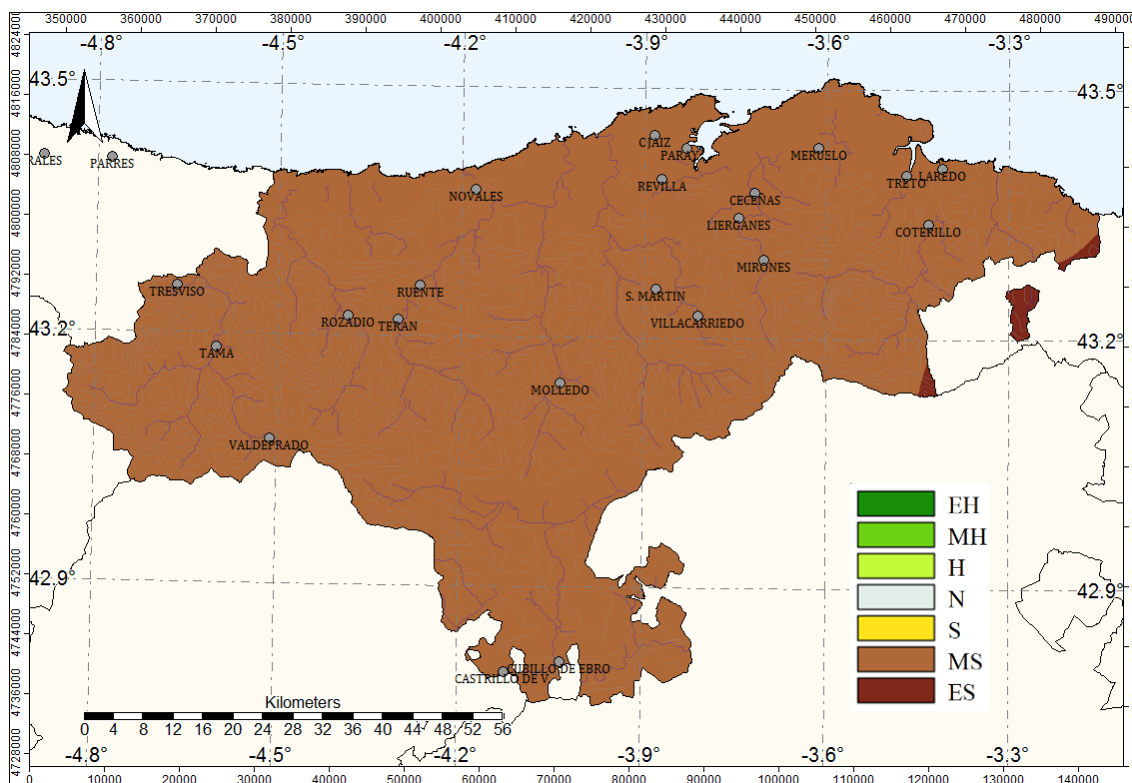 350000 360000 370000 380000 390000 400000 410000 420000 430000 440000 450000 460000 470000 480000 490000
-4.8° -4.5° -4.2° -3.9° -3.6° -3.3°
4824000
43.5° 43.5°
4816000
CJAIZ
4808000 RALES PARRES PARAY MERUELO
TRETO LAREDO
REVILLA
NOVALES CECEÑAS
4800000 LIERGANES COTERILLO
4792000 MIRONES
TRESVISO RUENTE S. MARTIN
ROZADIO TERAN VILLACARRIEDO
4784000 43.2° 43.2°
TAMA
4776000 MOLLEDO
VALDEPRADO
4768000
4760000
EH
MH
H
N
S
MS
ES
4752000 42.9° 42.9°
4744000
CUBILLO DE EBRO
CASTRILLO DE V
4736000
Kilometers
0 4 8 12 16 20 24 28 32 36 40 44 48 52 56
4728000
-4.8° -4.5° -4.2° -3.9° -3.6° -3.3°
10000 20000 30000 40000 50000 60000 70000 80000 90000 100000 110000 120000 130000 140000